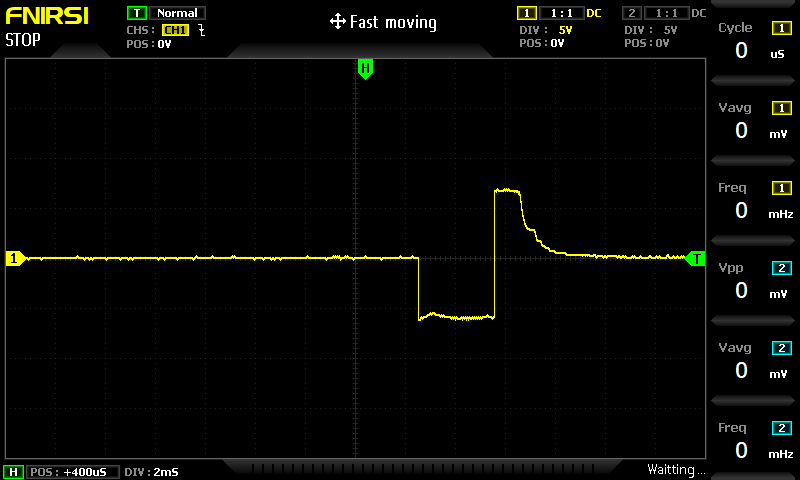 FNIRSI
STOP
T Normal
CHS: CH1
POS: 0V
Fast moving
1 1:1 DC
DIV: 5V
POS: 0V
2 1:1 DC
DIV: 5V
POS: 0V
H
1
T
Cycle 1
0 uS
Vavg 1
0 mV
Freq 1
0 mHz
Vpp 2
0 mV
Vavg 2
0 mV
Freq 2
0 mHz
H POS: +400uS DIV: 2mS
Waitting...